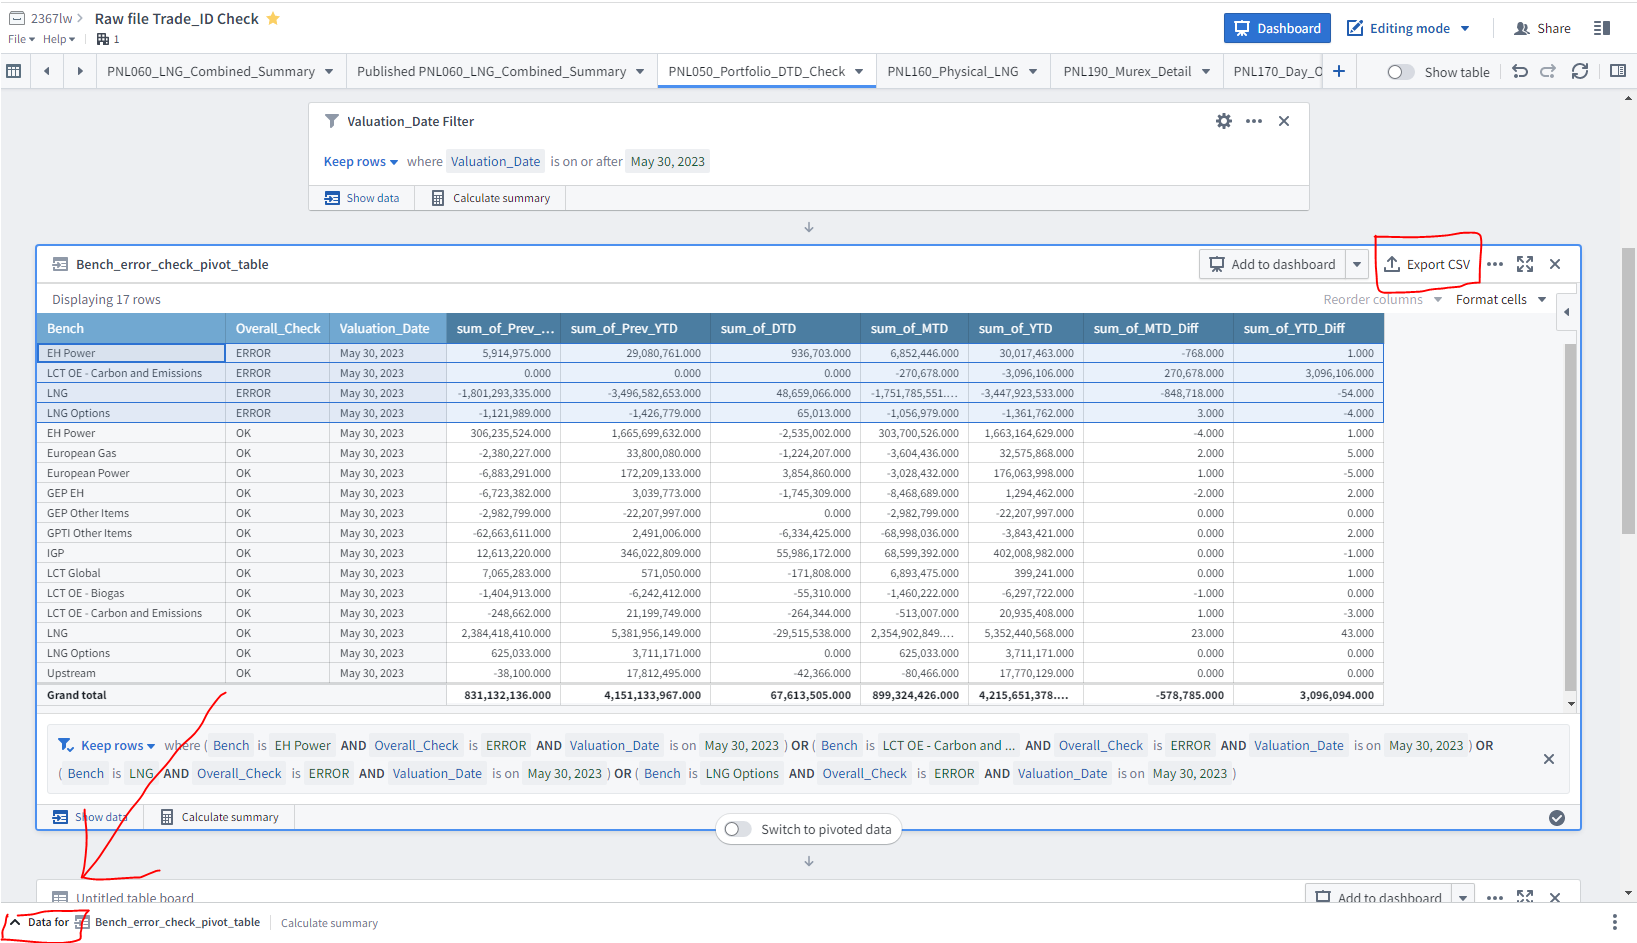 2367lw > Raw file Trade_ID Check
File Help 1
Dashboard Editing mode Share
PNL060_LNG_Combined_Summary Published PNL060_LNG_Combined_Summary PNL050_Portfolio_DTD_Check PNL160_Physical_LNG PNL190_Murex_Detail PNL170_Day_O Show table
Valuation_Date Filter
Keep rows where Valuation_Date is on or after May 30, 2023
Show data Calculate summary
Bench_error_check_pivot_table Add to dashboard Export CSV
Displaying 17 rows Reorder columns Format cells
Bench Overall_Check Valuation_Date sum_of_Prev_... sum_of_Prev_YTD sum_of_DTD sum_of_MTD sum_of_YTD sum_of_MTD_Diff sum_of_YTD_Diff
EH Power ERROR May 30, 2023 5,914,975.000 29,080,761.000 936,703.000 6,852,446.000 30,017,463.000 -768.000 1.000
LCT OE - Carbon and Emissions ERROR May 30, 2023 0.000 0.000 0.000 -270,678.000 -3,096,106.000 270,678.000 3,096,106.000
LNG ERROR May 30, 2023 -1,801,293,335.000 -3,496,582,653.000 48,659,066.000 -1,751,785,551.... -3,447,923,533.000 -848,718.000 -54.000
LNG Options ERROR May 30, 2023 -1,121,989.000 -1,426,779.000 65,013.000 -1,056,979.000 -1,361,762.000 3.000 -4.000
EH Power OK May 30, 2023 306,235,524.000 1,665,699,632.000 -2,535,002.000 303,700,526.000 1,663,164,629.000 -4.000 1.000
European Gas OK May 30, 2023 -2,380,227.000 33,800,080.000 -1,224,207.000 -3,604,436.000 32,575,868.000 2.000 5.000
European Power OK May 30, 2023 -6,883,291.000 172,209,133.000 3,854,860.000 -3,028,432.000 176,063,998.000 1.000 -5.000
GEP EH OK May 30, 2023 -6,723,382.000 3,039,773.000 -1,745,309.000 -8,468,689.000 1,294,462.000 -2.000 2.000
GEP Other Items OK May 30, 2023 -2,982,799.000 -22,207,997.000 0.000 -2,982,799.000 -22,207,997.000 0.000 0.000
GPTI Other Items OK May 30, 2023 -62,663,611.000 2,491,006.000 -6,334,425.000 -68,998,036.000 -3,843,421.000 0.000 2.000
IGP OK May 30, 2023 12,613,220.000 346,022,809.000 55,986,172.000 68,599,392.000 402,008,982.000 0.000 -1.000
LCT Global OK May 30, 2023 7,065,283.000 571,050.000 -171,808.000 6,893,475.000 399,241.000 0.000 1.000
LCT OE - Biogas OK May 30, 2023 -1,404,913.000 -6,242,412.000 -55,310.000 -1,460,222.000 -6,297,722.000 -1.000 0.000
LCT OE - Carbon and Emissions OK May 30, 2023 -248,662.000 21,199,749.000 -264,344.000 -513,007.000 20,935,408.000 1.000 -3.000
LNG OK May 30, 2023 2,384,418,410.000 5,381,956,149.000 -29,515,538.000 2,354,902,849.... 5,352,440,568.000 23.000 43.000
LNG Options OK May 30, 2023 625,033.000 3,711,171.000 0.000 625,033.000 3,711,171.000 0.000 0.000
Upstream OK May 30, 2023 -38,100.000 17,812,495.000 -42,366.000 -80,466.000 17,770,129.000 0.000 0.000
Grand total 831,132,136.000 4,151,133,967.000 67,613,505.000 899,324,426.000 4,215,651,378.... -578,785.000 3,096,094.000
Keep rows where ( Bench is EH Power AND Overall_Check is ERROR AND Valuation_Date is on May 30, 2023 ) OR ( Bench is LCT OE - Carbon and ... AND Overall_Check is ERROR AND Valuation_Date is on May 30, 2023 ) OR
( Bench is LNG AND Overall_Check is ERROR AND Valuation_Date is on May 30, 2023 ) OR ( Bench is LNG Options AND Overall_Check is ERROR AND Valuation_Date is on May 30, 2023 )
Show data Calculate summary
Switch to pivoted data
Untitled table board Add to dashboard
Data for Bench_error_check_pivot_table Calculate summary